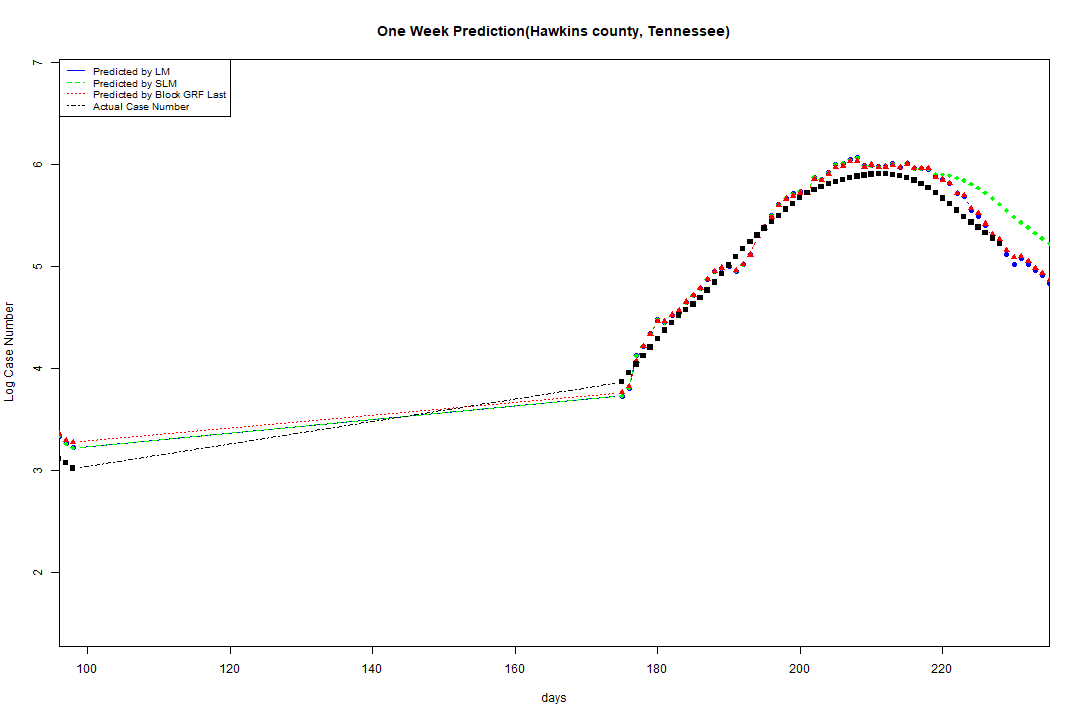 One Week Prediction(Hawkins county, Tennessee)
Predicted by LM
Predicted by SLM
Predicted by Block GRF Last
Actual Case Number
7
6
5
4
3
2
Log Case Number
100 120 140 160 180 200 220
days